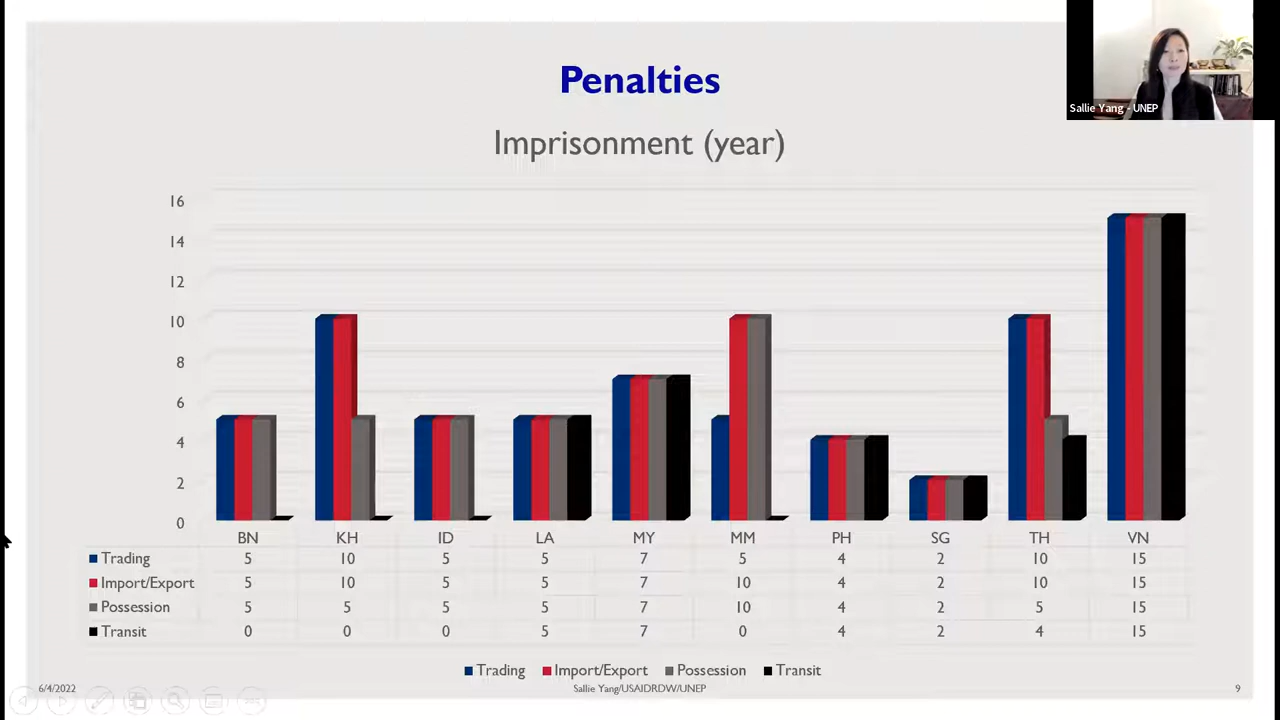 Penalties
Sallie Yang - UNEP
Imprisonment (year)
16
14
12
10
8
6
4
2
0
BN KH ID LA MY MM PH SG TH VN
Trading 5 10 5 5 7 5 4 2 10 15
Import/Export 5 10 5 5 7 10 4 2 10 15
Possession 5 5 5 5 7 10 4 2 5 15
Transit 0 0 0 5 7 0 4 2 4 15
Trading Import/Export Possession Transit
6/4/2022 Sallie Yang/USAIDRDW/UNEP 9